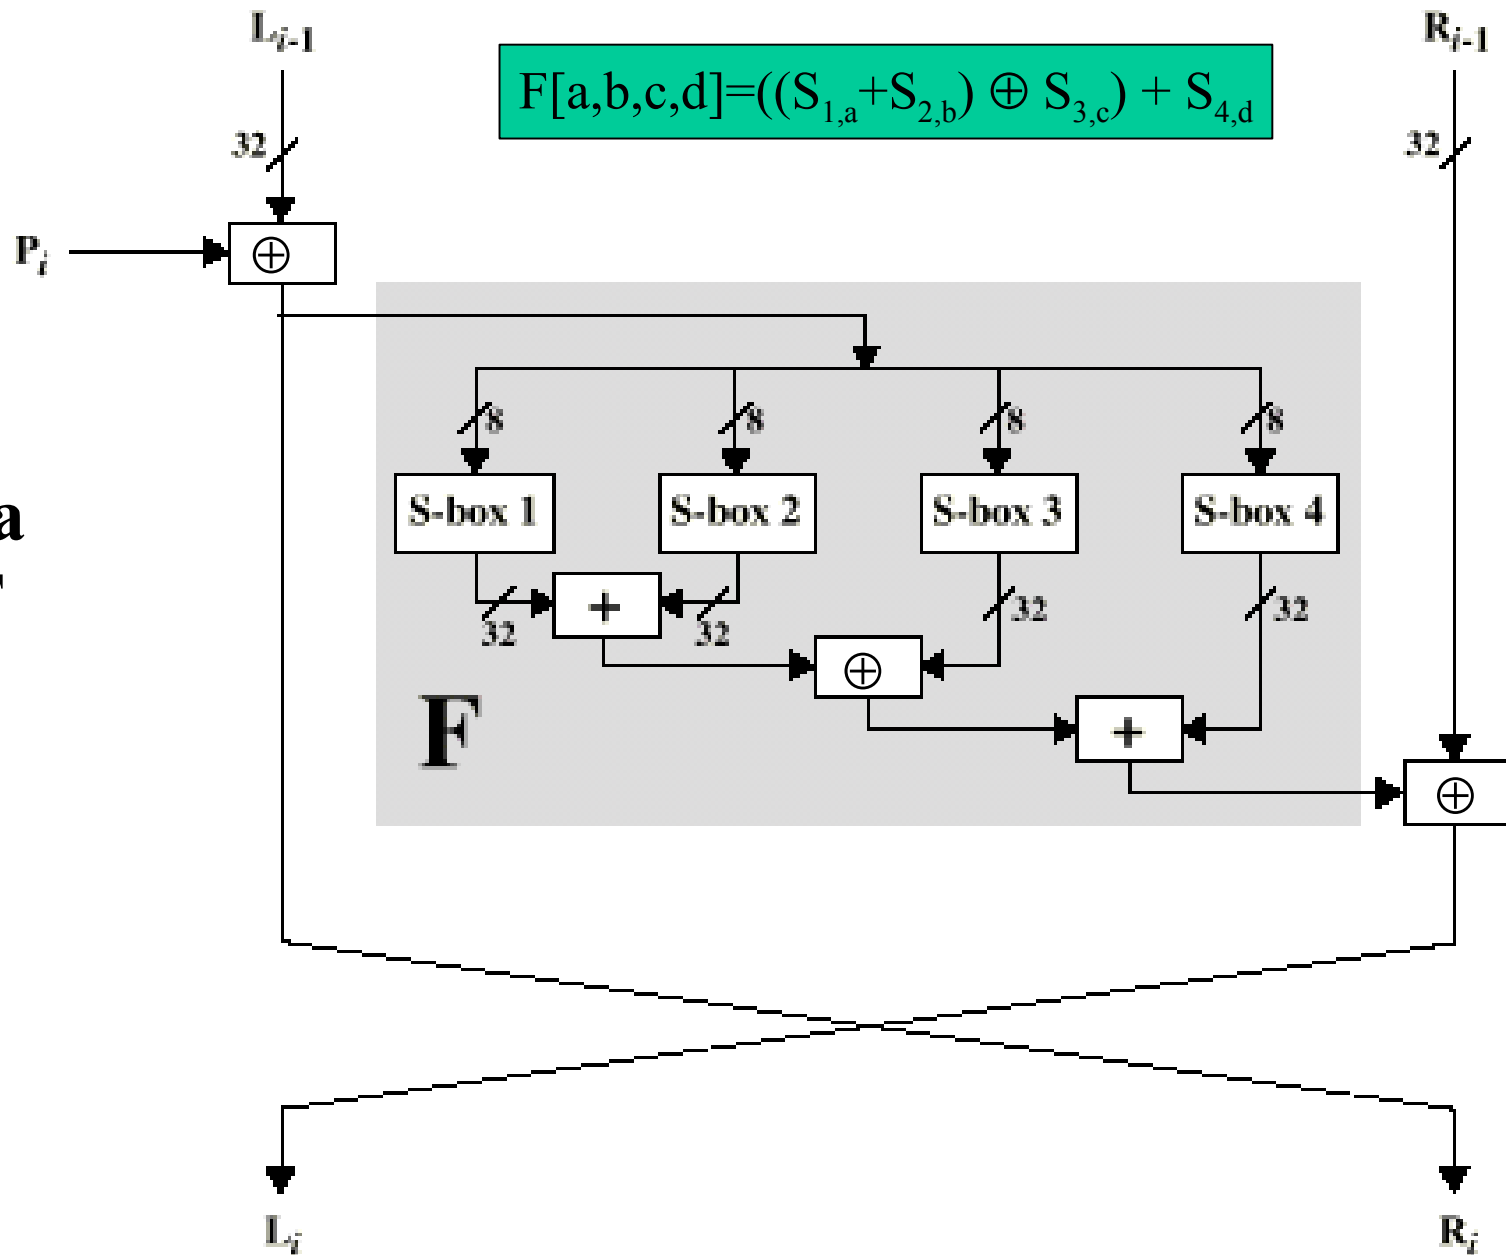 L_{i-1}
R_{i-1}
F[a,b,c,d]=((S_{1,a}+S_{2,b}) ⊕ S_{3,c}) + S_{4,d}
32
32
P_i
⊕
8
8
8
8
S-box 1
S-box 2
S-box 3
S-box 4
a
+
32
32
32
32
⊕
F
+
⊕
L_i
R_i